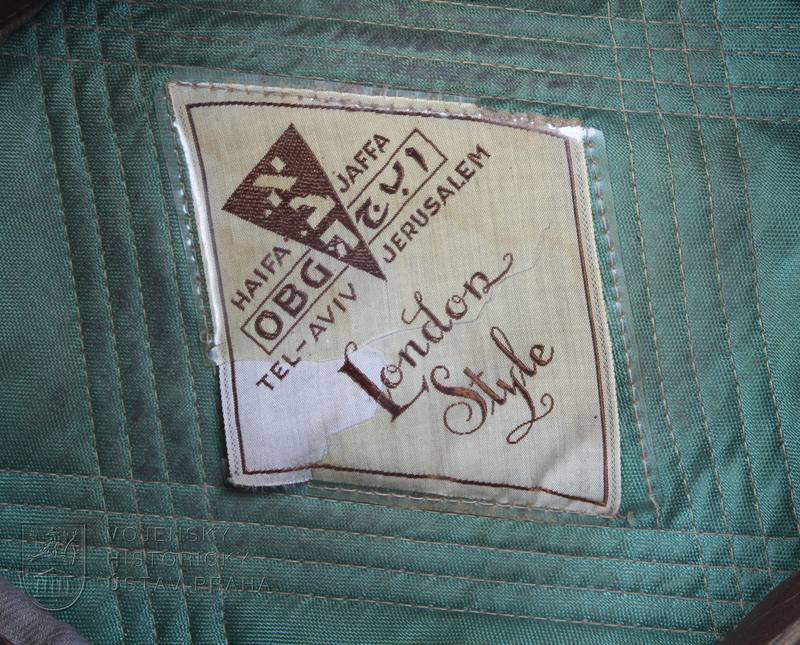 JAFFA
ب ج
JERUSALEM
HAIFA
OBG
TEL-AVIV
London
Style
VOJENSKÝ
HISTORICKÝ
ÚSTAV PRAHA